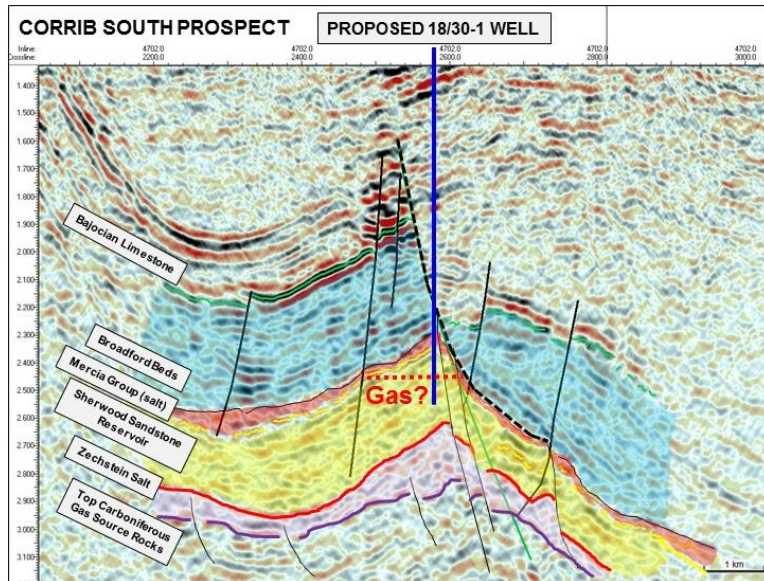 CORRIB SOUTH PROSPECT
PROPOSED 18/30-1 WELL
Inline: 4702.0 4702.0 4702.0 4702.0 4702.0
Crossline: 2200.0 2400.0 2600.0 2800.0 3000.0
1.400
1.500
1.600
1.700
1.800
1.900
2.000
2.100
2.200
2.300
2.400
2.500
2.600
2.700
2.800
2.900
3.000
3.100
Bajocian Limestone
Broadford Beds
Mercia Group (salt)
Sherwood Sandstone
Reservoir
Zechstein Salt
Top Carboniferous
Gas Source Rocks
Gas?
1 km